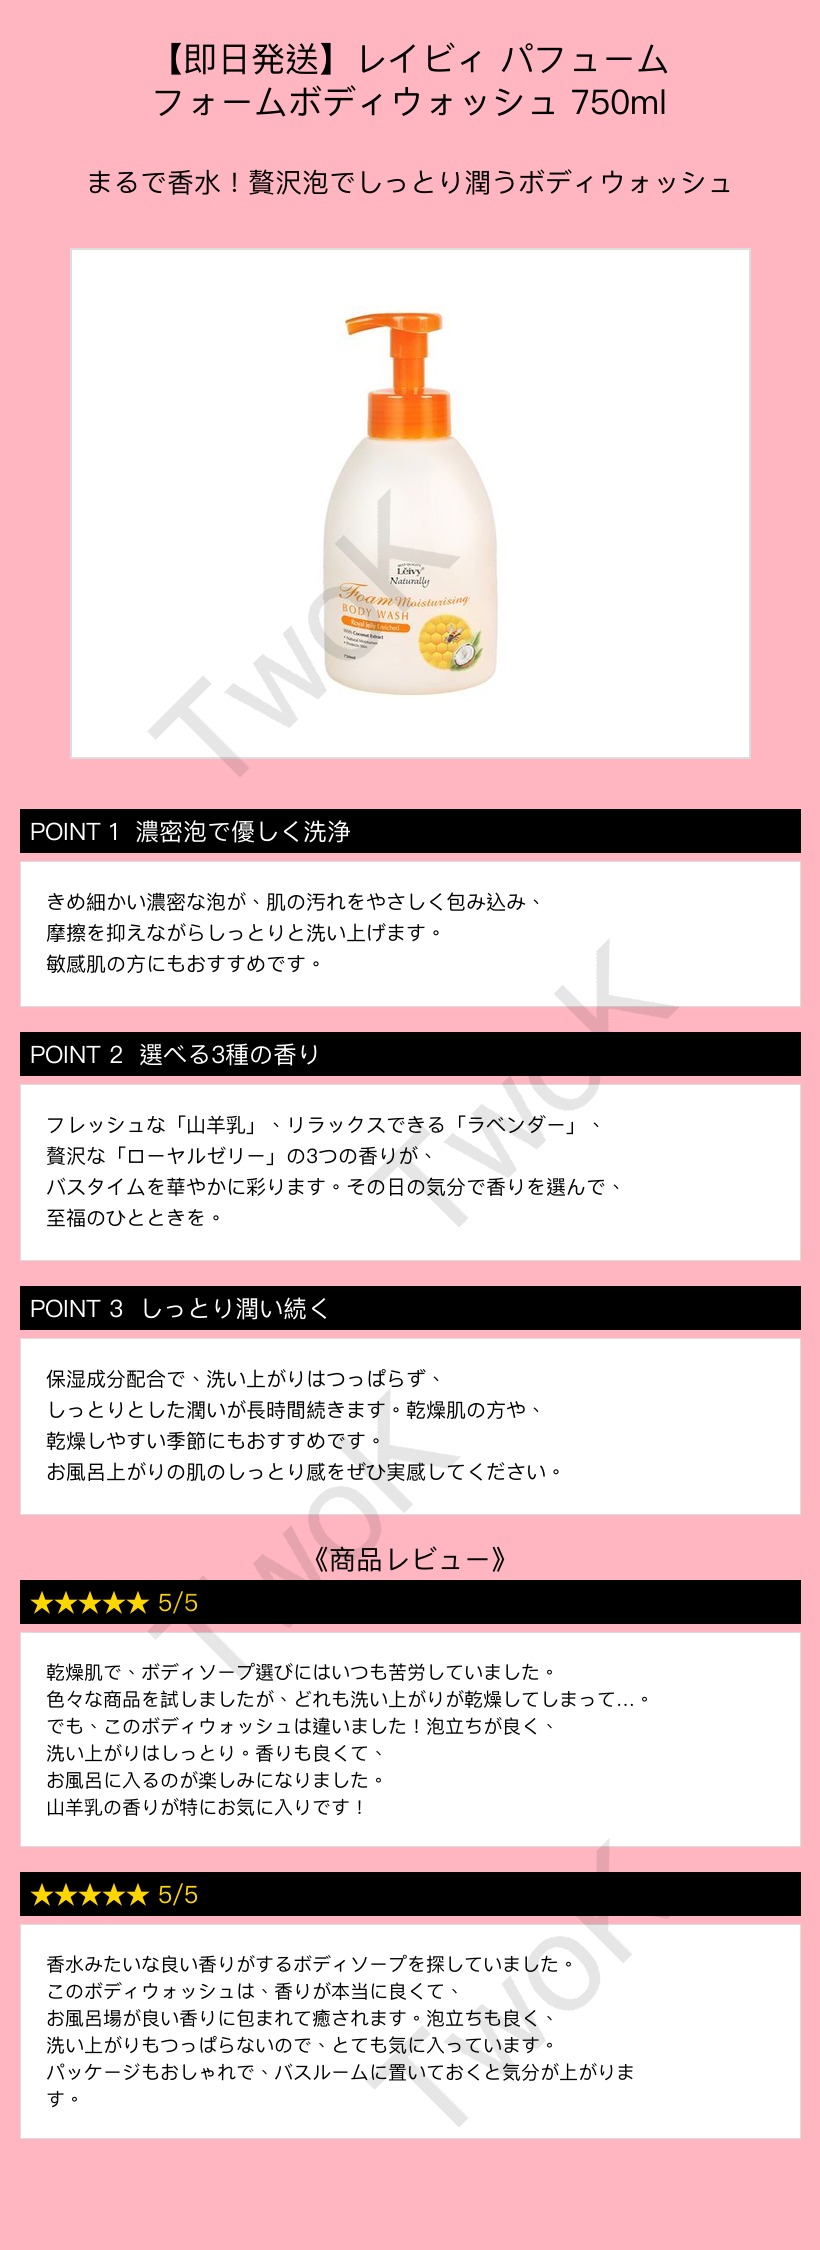 【即日発送】レイビィ パフューム
フォームボディウォッシュ 750ml
まるで香水！贅沢泡でしっとり潤うボディウォッシュ
Leivy
Naturally
Foam Moisturising
BODY WASH
Royal Jelly Enriched
With Coconut Extract
• Natural Moisturiser
• Protects Skin
750ml
TwoK
POINT 1 濃密泡で優しく洗浄
きめ細かい濃密な泡が、肌の汚れをやさしく包み込み、
摩擦を抑えながらしっとりと洗い上げます。
敏感肌の方にもおすすめです。
TwoK
POINT 2 選べる3種の香り
フレッシュな「山羊乳」、リラックスできる「ラベンダー」、
贅沢な「ローヤルゼリー」の3つの香りが、
バスタイムを華やかに彩ります。その日の気分で香りを選んで、
至福のひとときを。
POINT 3 しっとり潤い続く
保湿成分配合で、洗い上がりはつっぱらず、
しっとりとした潤いが長時間続きます。乾燥肌の方や、
乾燥しやすい季節にもおすすめです。
お風呂上がりの肌のしっとり感をぜひ実感してください。
TwoK
《商品レビュー》
★★★★★ 5/5
乾燥肌で、ボディソープ選びにはいつも苦労していました。
色々な商品を試しましたが、どれも洗い上がりが乾燥してしまって…。
でも、このボディウォッシュは違いました！泡立ちが良く、
洗い上がりはしっとり。香りも良くて、
お風呂に入るのが楽しみになりました。
山羊乳の香りが特にお気に入りです！
★★★★★ 5/5
香水みたいな良い香りがするボディソープを探していました。
このボディウォッシュは、香りが本当に良くて、
お風呂場が良い香りに包まれて癒されます。泡立ちも良く、
洗い上がりもつっぱらないので、とても気に入っています。
パッケージもおしゃれで、バスルームに置いておくと気分が上がりま
す。
TwoK